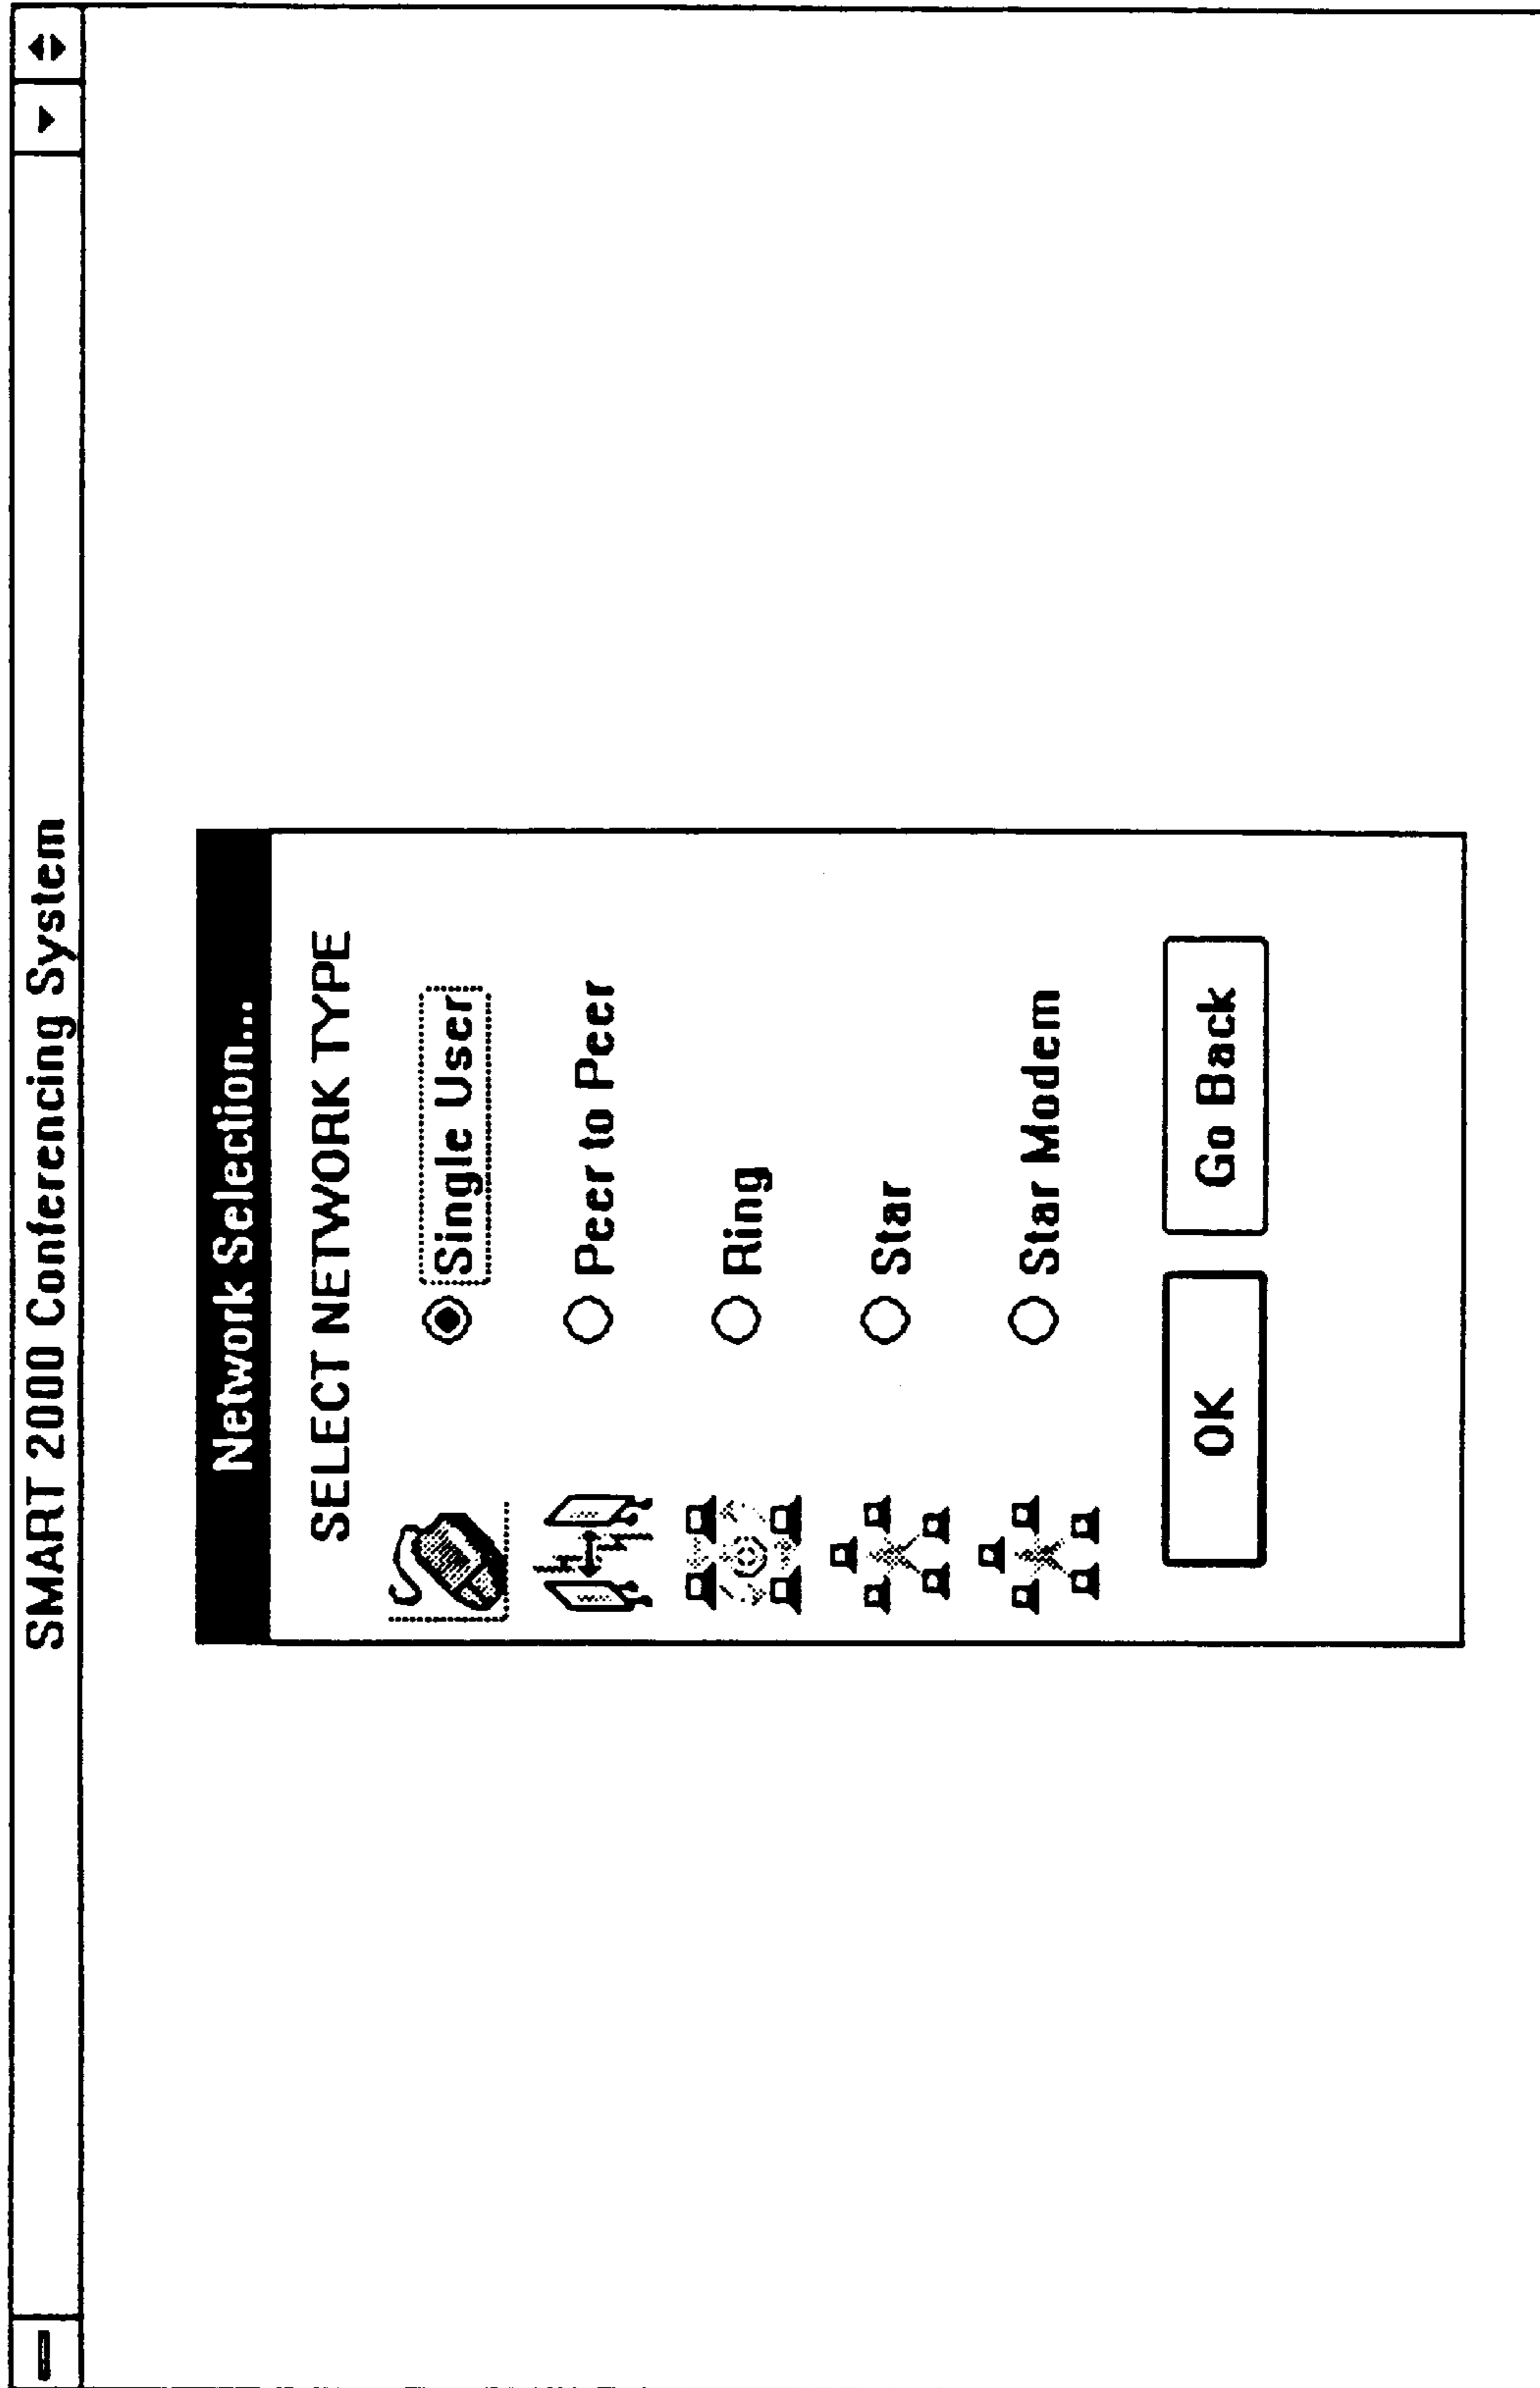 SMART 2000 Conferencing System
Network Selection...
SELECT NETWORK TYPE
Single User
Peer to Peer
Ring
Star
Star Modem
OK
Go Back